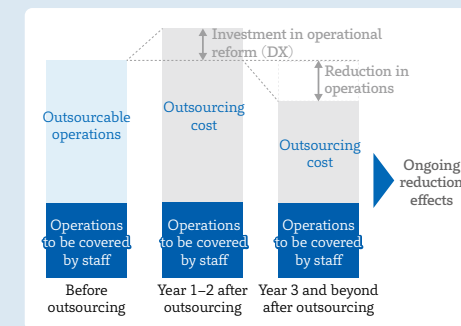 Investment in operational
reform (DX)
Reduction in
operations
Outsourcable
operations
Outsourcing
cost
Outsourcing
cost
Ongoing
reduction
effects
Operations
to be covered
by staff
Operations
to be covered
by staff
Operations
to be covered
by staff
Before
outsourcing
Year 1–2 after
outsourcing
Year 3 and beyond
after outsourcing